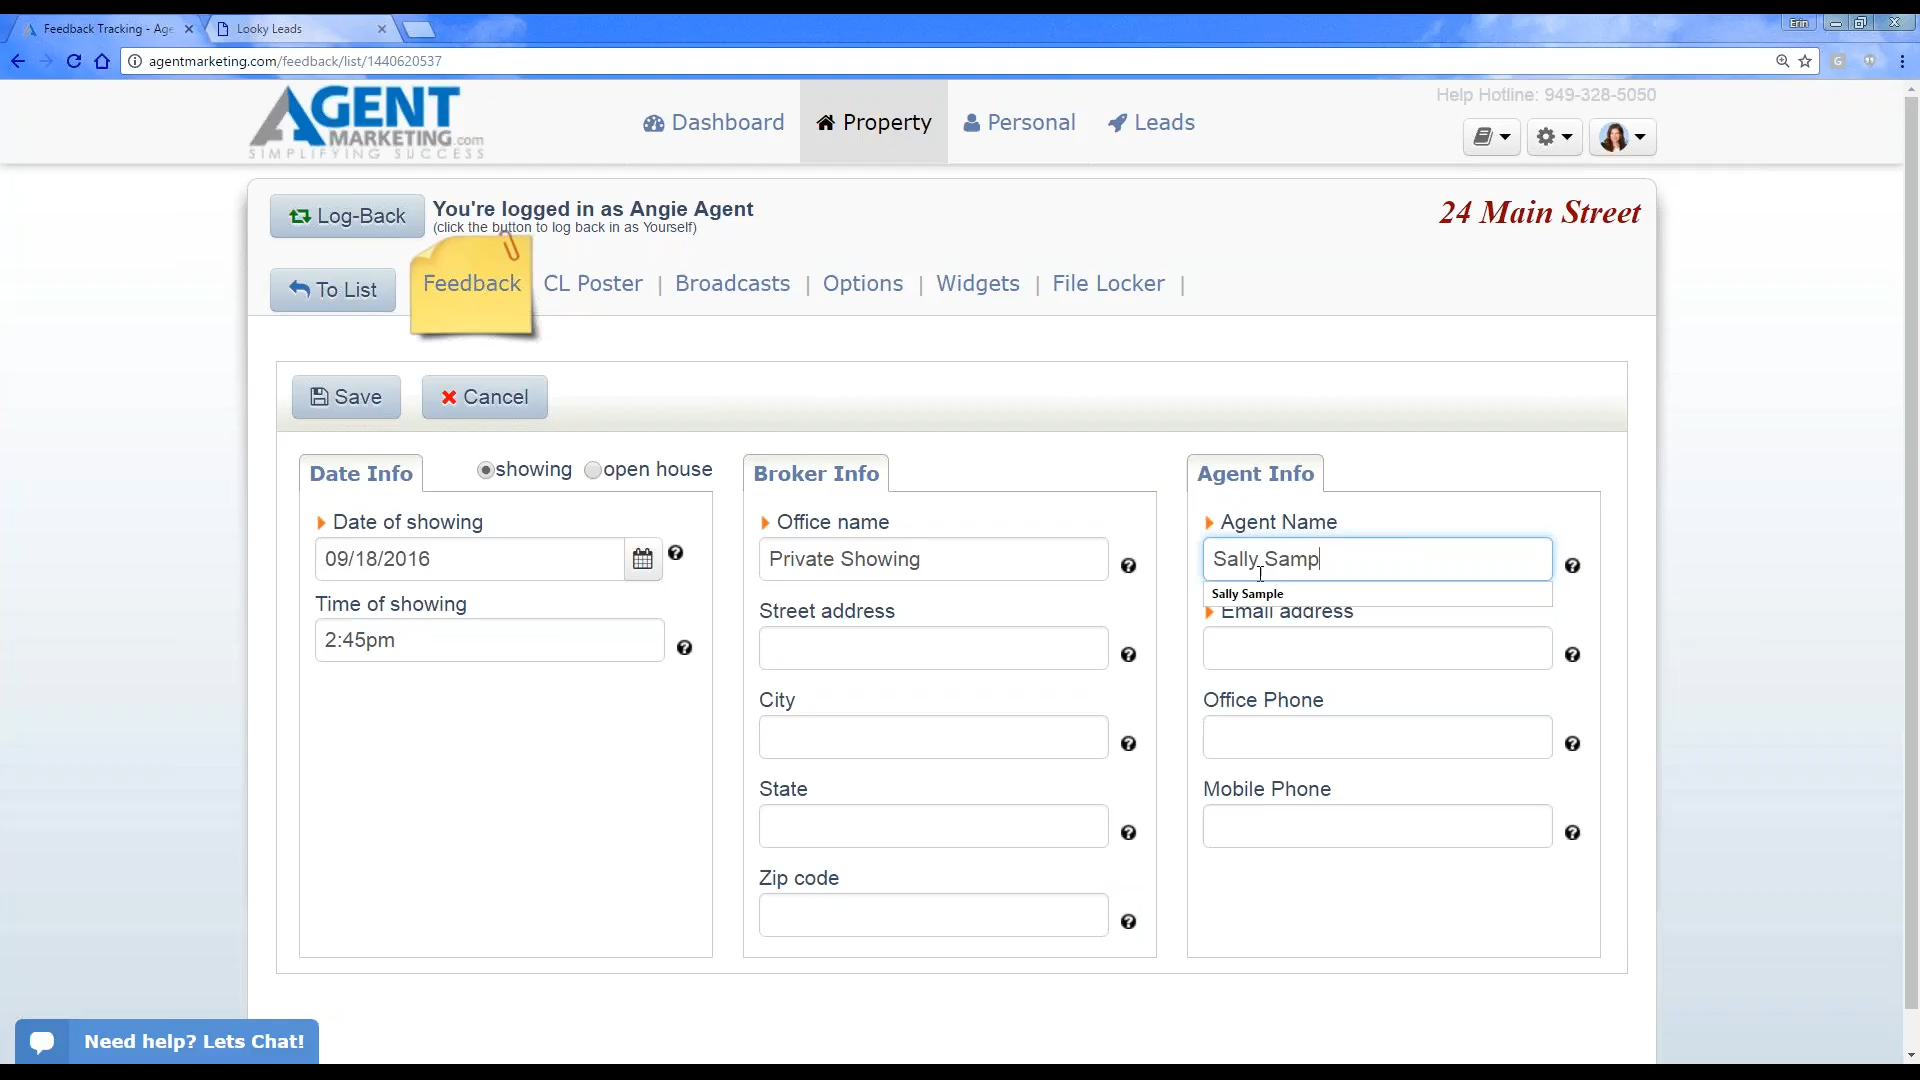 Feedback Tracking - Age
Looky Leads
Erin
agentmarketing.com/feedback/list/1440620537
G
AGENT
MARKETING.com
SIMPLIFYING SUCCESS
Dashboard
Property
Personal
Leads
Help Hotline: 949-328-5050
Log-Back
You're logged in as Angie Agent
(click the button to log back in as Yourself)
24 Main Street
To List
Feedback
CL Poster | Broadcasts | Options | Widgets | File Locker |
Save
Cancel
Date Info
showing
open house
Date of showing
09/18/2016
Time of showing
2:45pm
Broker Info
Office name
Private Showing
Street address
City
State
Zip code
Agent Info
Agent Name
Sally Samp
Sally Sample
Email address
Office Phone
Mobile Phone
Need help? Lets Chat!